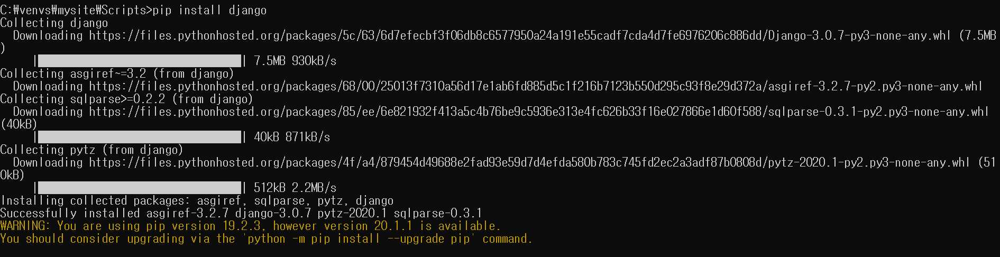 C:₩venvs₩mysite₩Scripts>pip install django
Collecting django
  Downloading https://files.pythonhosted.org/packages/5c/63/6d7efecbf3f06db8c6577950a24a191e55cadf7cda4d7fe6976206c886dd/Django-3.0.7-py3-none-any.whl (7.5MB
)
     |████████████████████████████████| 7.5MB 930kB/s
Collecting asgiref~=3.2 (from django)
  Downloading https://files.pythonhosted.org/packages/68/00/25013f7310a56d17e1ab6fd885d5c1f216b7123b550d295c93f8e29d372a/asgiref-3.2.7-py2.py3-none-any.whl
Collecting sqlparse>=0.2.2 (from django)
  Downloading https://files.pythonhosted.org/packages/85/ee/6e821932f413a5c4b76be9c5936e313e4fc626b33f16e027866e1d60f588/sqlparse-0.3.1-py2.py3-none-any.whl
(40kB)
     |████████████████████████████████| 40kB 871kB/s
Collecting pytz (from django)
  Downloading https://files.pythonhosted.org/packages/4f/a4/879454d49688e2fad93e59d7d4efda580b783c745fd2ec2a3adf87b0808d/pytz-2020.1-py2.py3-none-any.whl (51
0kB)
     |████████████████████████████████| 512kB 2.2MB/s
Installing collected packages: asgiref, sqlparse, pytz, django
Successfully installed asgiref-3.2.7 django-3.0.7 pytz-2020.1 sqlparse-0.3.1
WARNING: You are using pip version 19.2.3, however version 20.1.1 is available.
You should consider upgrading via the 'python -m pip install --upgrade pip' command.